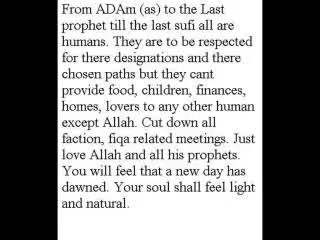 From ADAm (as) to the Last
prophet till the last sufi all are
humans. They are to be respected
for there designations and there
chosen paths but they cant
provide food, children, finances,
homes, lovers to any other human
except Allah. Cut down all
faction, fiqa related meetings. Just
love Allah and all his prophets.
You will feel that a new day has
dawned. Your soul shall feel light
and natural.